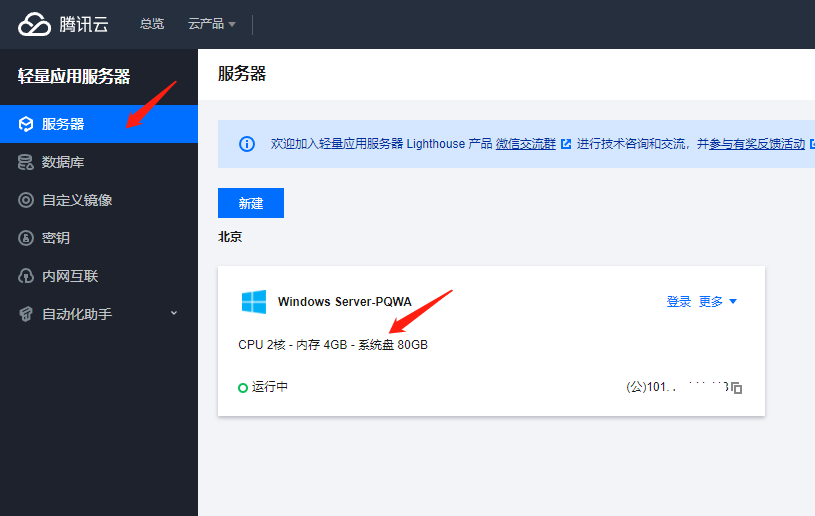 腾讯云 总览 云产品
轻量应用服务器
服务器
数据库
自定义镜像
密钥
内网互联
自动化助手
服务器
欢迎加入轻量应用服务器 Lighthouse 产品 微信交流群 进行技术咨询和交流，并参与有奖反馈活动
新建
北京
Windows Server-PQWA 登录 更多
CPU 2核 - 内存 4GB - 系统盘 80GB
运行中 (公)101.